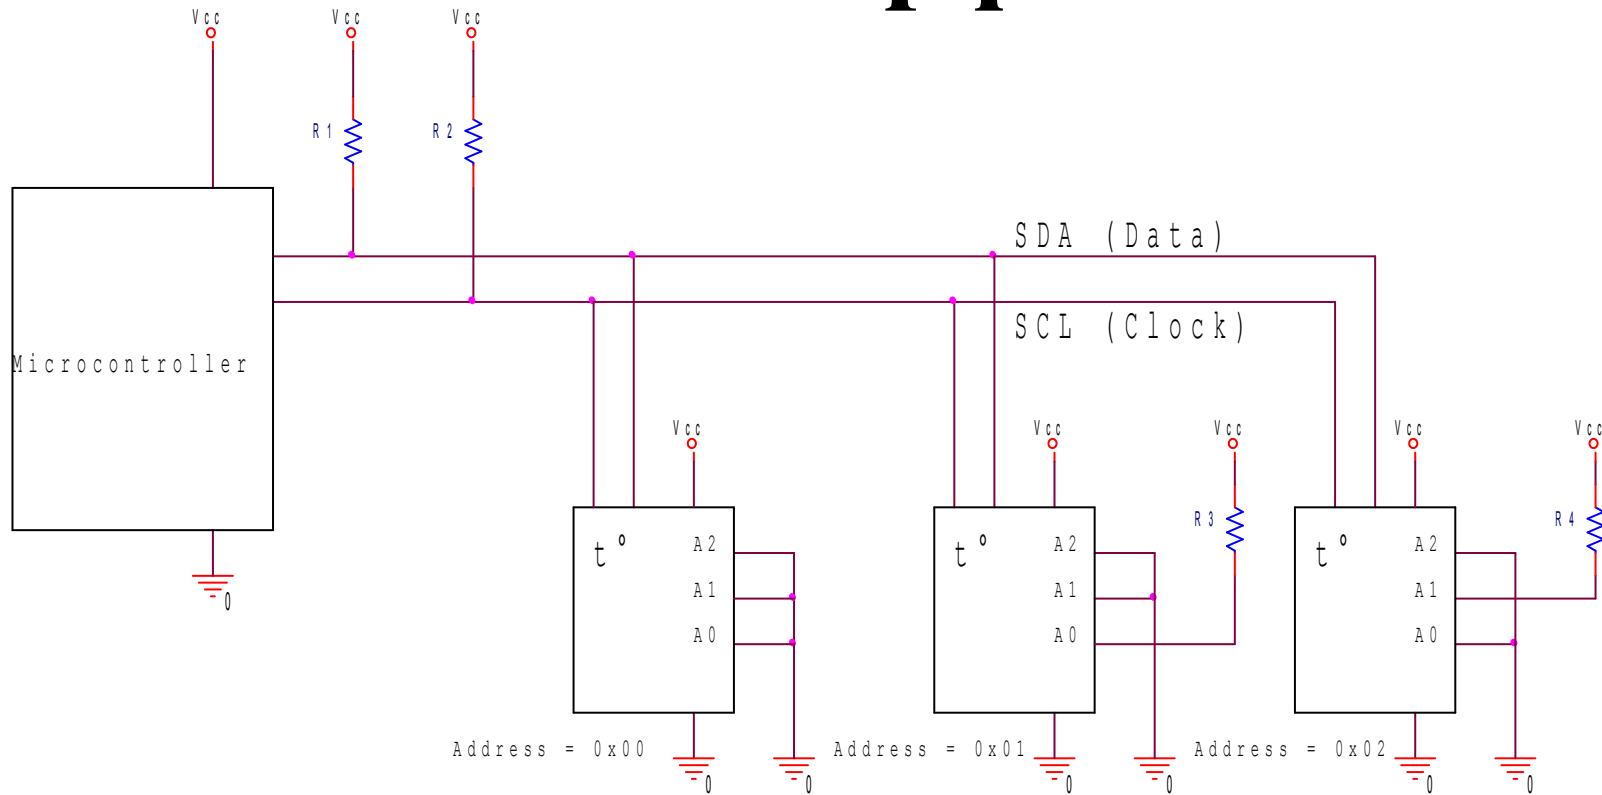 Vcc Vcc Vcc
R1 R2
SDA (Data)
SCL (Clock)
Microcontroller
0
Vcc Vcc Vcc Vcc Vcc
R3 R4
t° A2 t° A2 t° A2
A1 A1 A1
A0 A0 A0
Address = 0x00 Address = 0x01 Address = 0x02
0 0 0 0 0 0